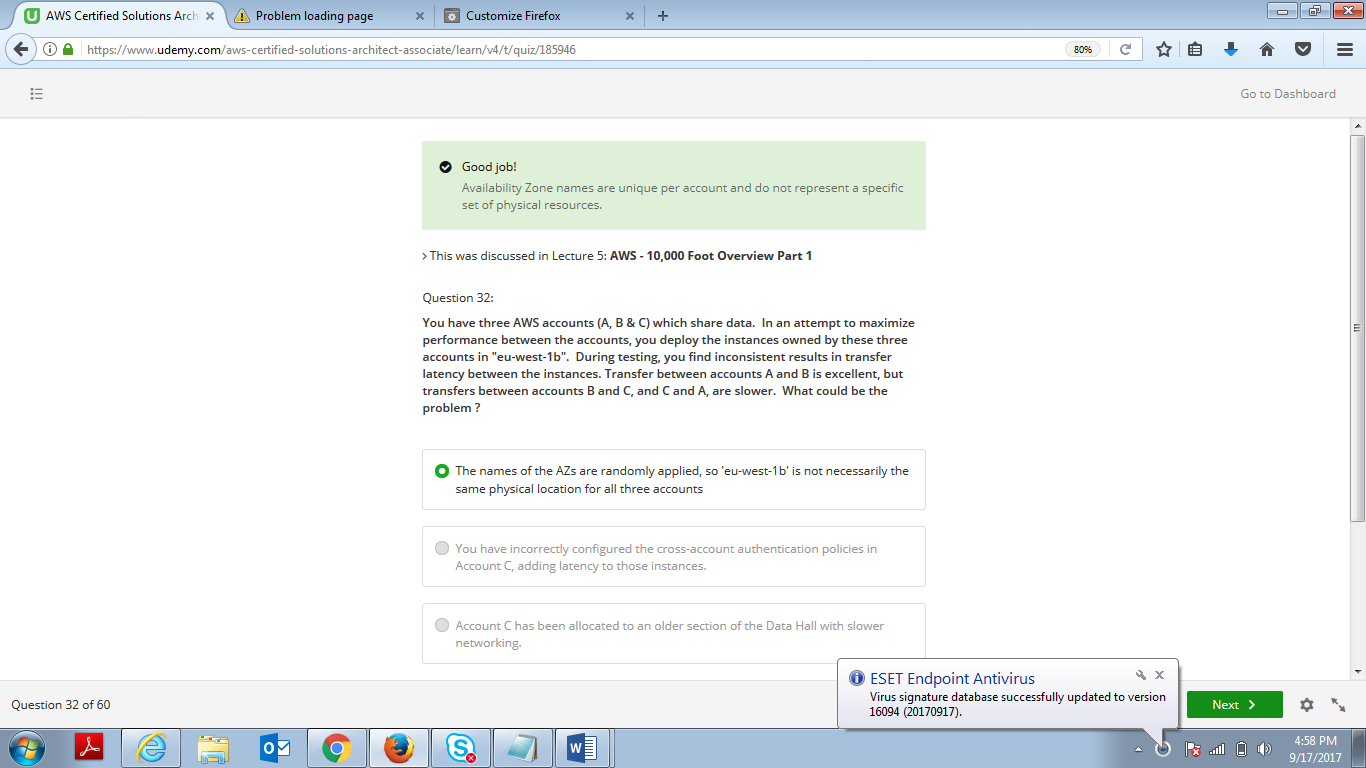 AWS Certified Solutions Arch
Problem loading page
Customize Firefox
https://www.udemy.com/aws-certified-solutions-architect-associate/learn/v4/t/quiz/185946
80%
Go to Dashboard
Good job!
Availability Zone names are unique per account and do not represent a specific
set of physical resources.
› This was discussed in Lecture 5: AWS - 10,000 Foot Overview Part 1
Question 32:
You have three AWS accounts (A, B & C) which share data. In an attempt to maximize
performance between the accounts, you deploy the instances owned by these three
accounts in "eu-west-1b". During testing, you find inconsistent results in transfer
latency between the instances. Transfer between accounts A and B is excellent, but
transfers between accounts B and C, and C and A, are slower. What could be the
problem ?
The names of the AZs are randomly applied, so 'eu-west-1b' is not necessarily the
same physical location for all three accounts
You have incorrectly configured the cross-account authentication policies in
Account C, adding latency to those instances.
Account C has been allocated to an older section of the Data Hall with slower
networking.
ESET Endpoint Antivirus
Virus signature database successfully updated to version
16094 (20170917).
Question 32 of 60
Next
4:58 PM
9/17/2017